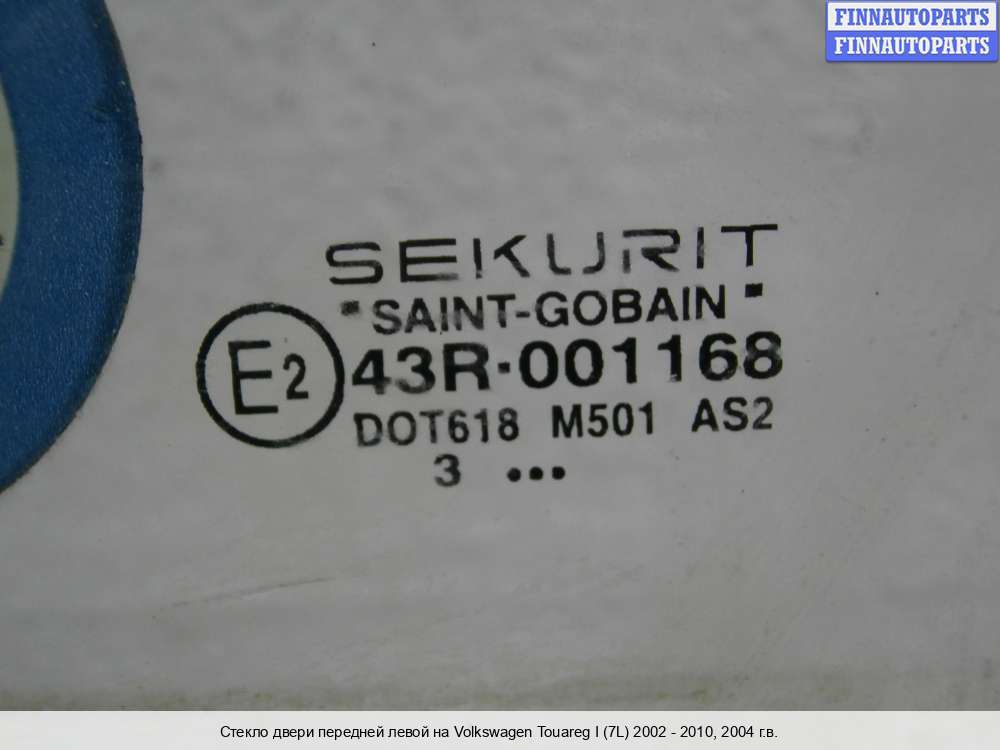 FINNAUTOPARTS
FINNAUTOPARTS
SEKURIT
"SAINT-GOBAIN"
E2
43R·001168
DOT618 M501 AS2
3 •••
Стекло двери передней левой на Volkswagen Touareg I (7L) 2002 - 2010, 2004 г.в.